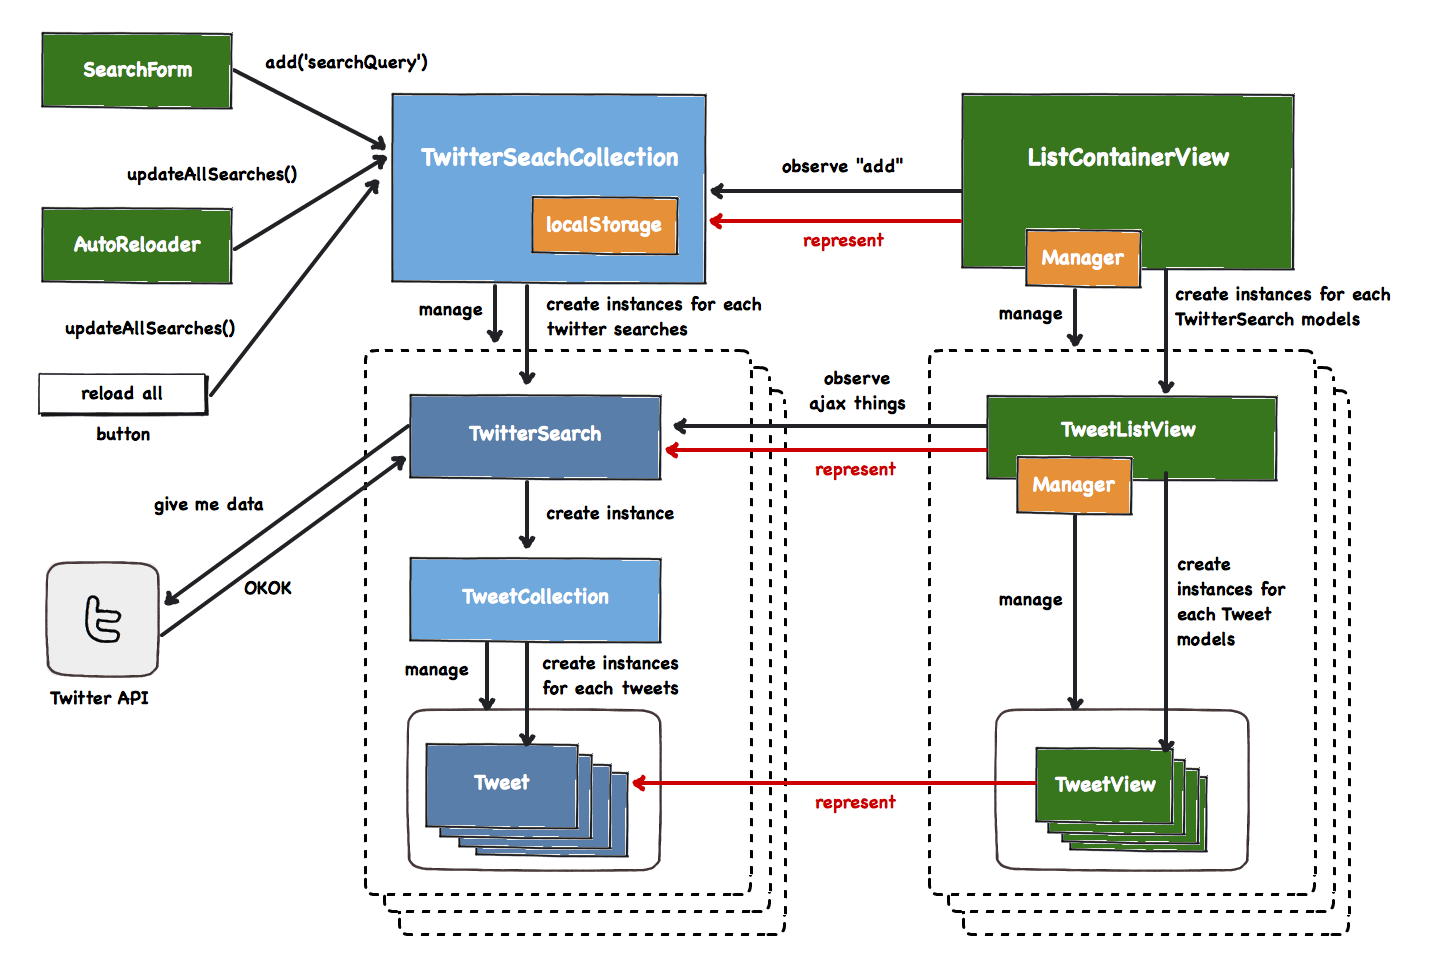 SearchForm
add('searchQuery')
TwitterSeachCollection
localStorage
observe "add"
represent
ListContainerView
Manager
updateAllSearches()
AutoReloader
updateAllSearches()
reload all
button
manage
create instances for each
twitter searches
manage
create instances for each
TwitterSearch models
TwitterSearch
observe
ajax things
represent
TweetListView
Manager
give me data
OKOK
Twitter API
create instance
TweetCollection
manage
create instances
for each tweets
manage
create
instances for
each Tweet
models
Tweet
represent
TweetView